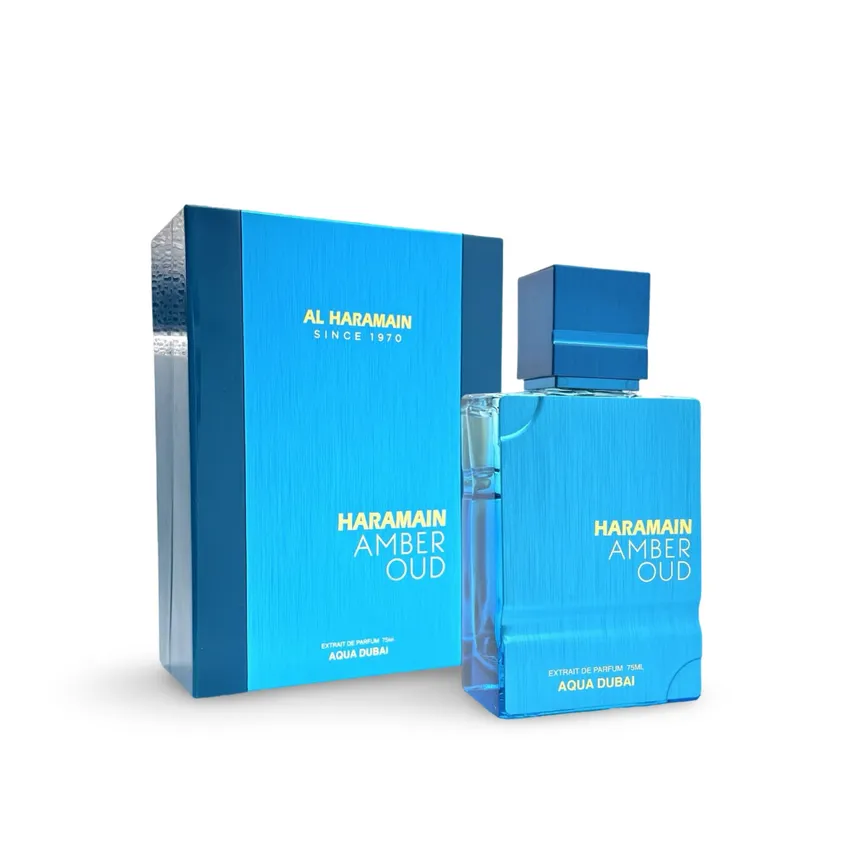 AL HARAMAIN
SINCE 1970
HARAMAIN
AMBER
OUD
EXTRAIT DE PARFUM 75ml
AQUA DUBAI
HARAMAIN
AMBER
OUD
EXTRAIT DE PARFUM 75ML
AQUA DUBAI